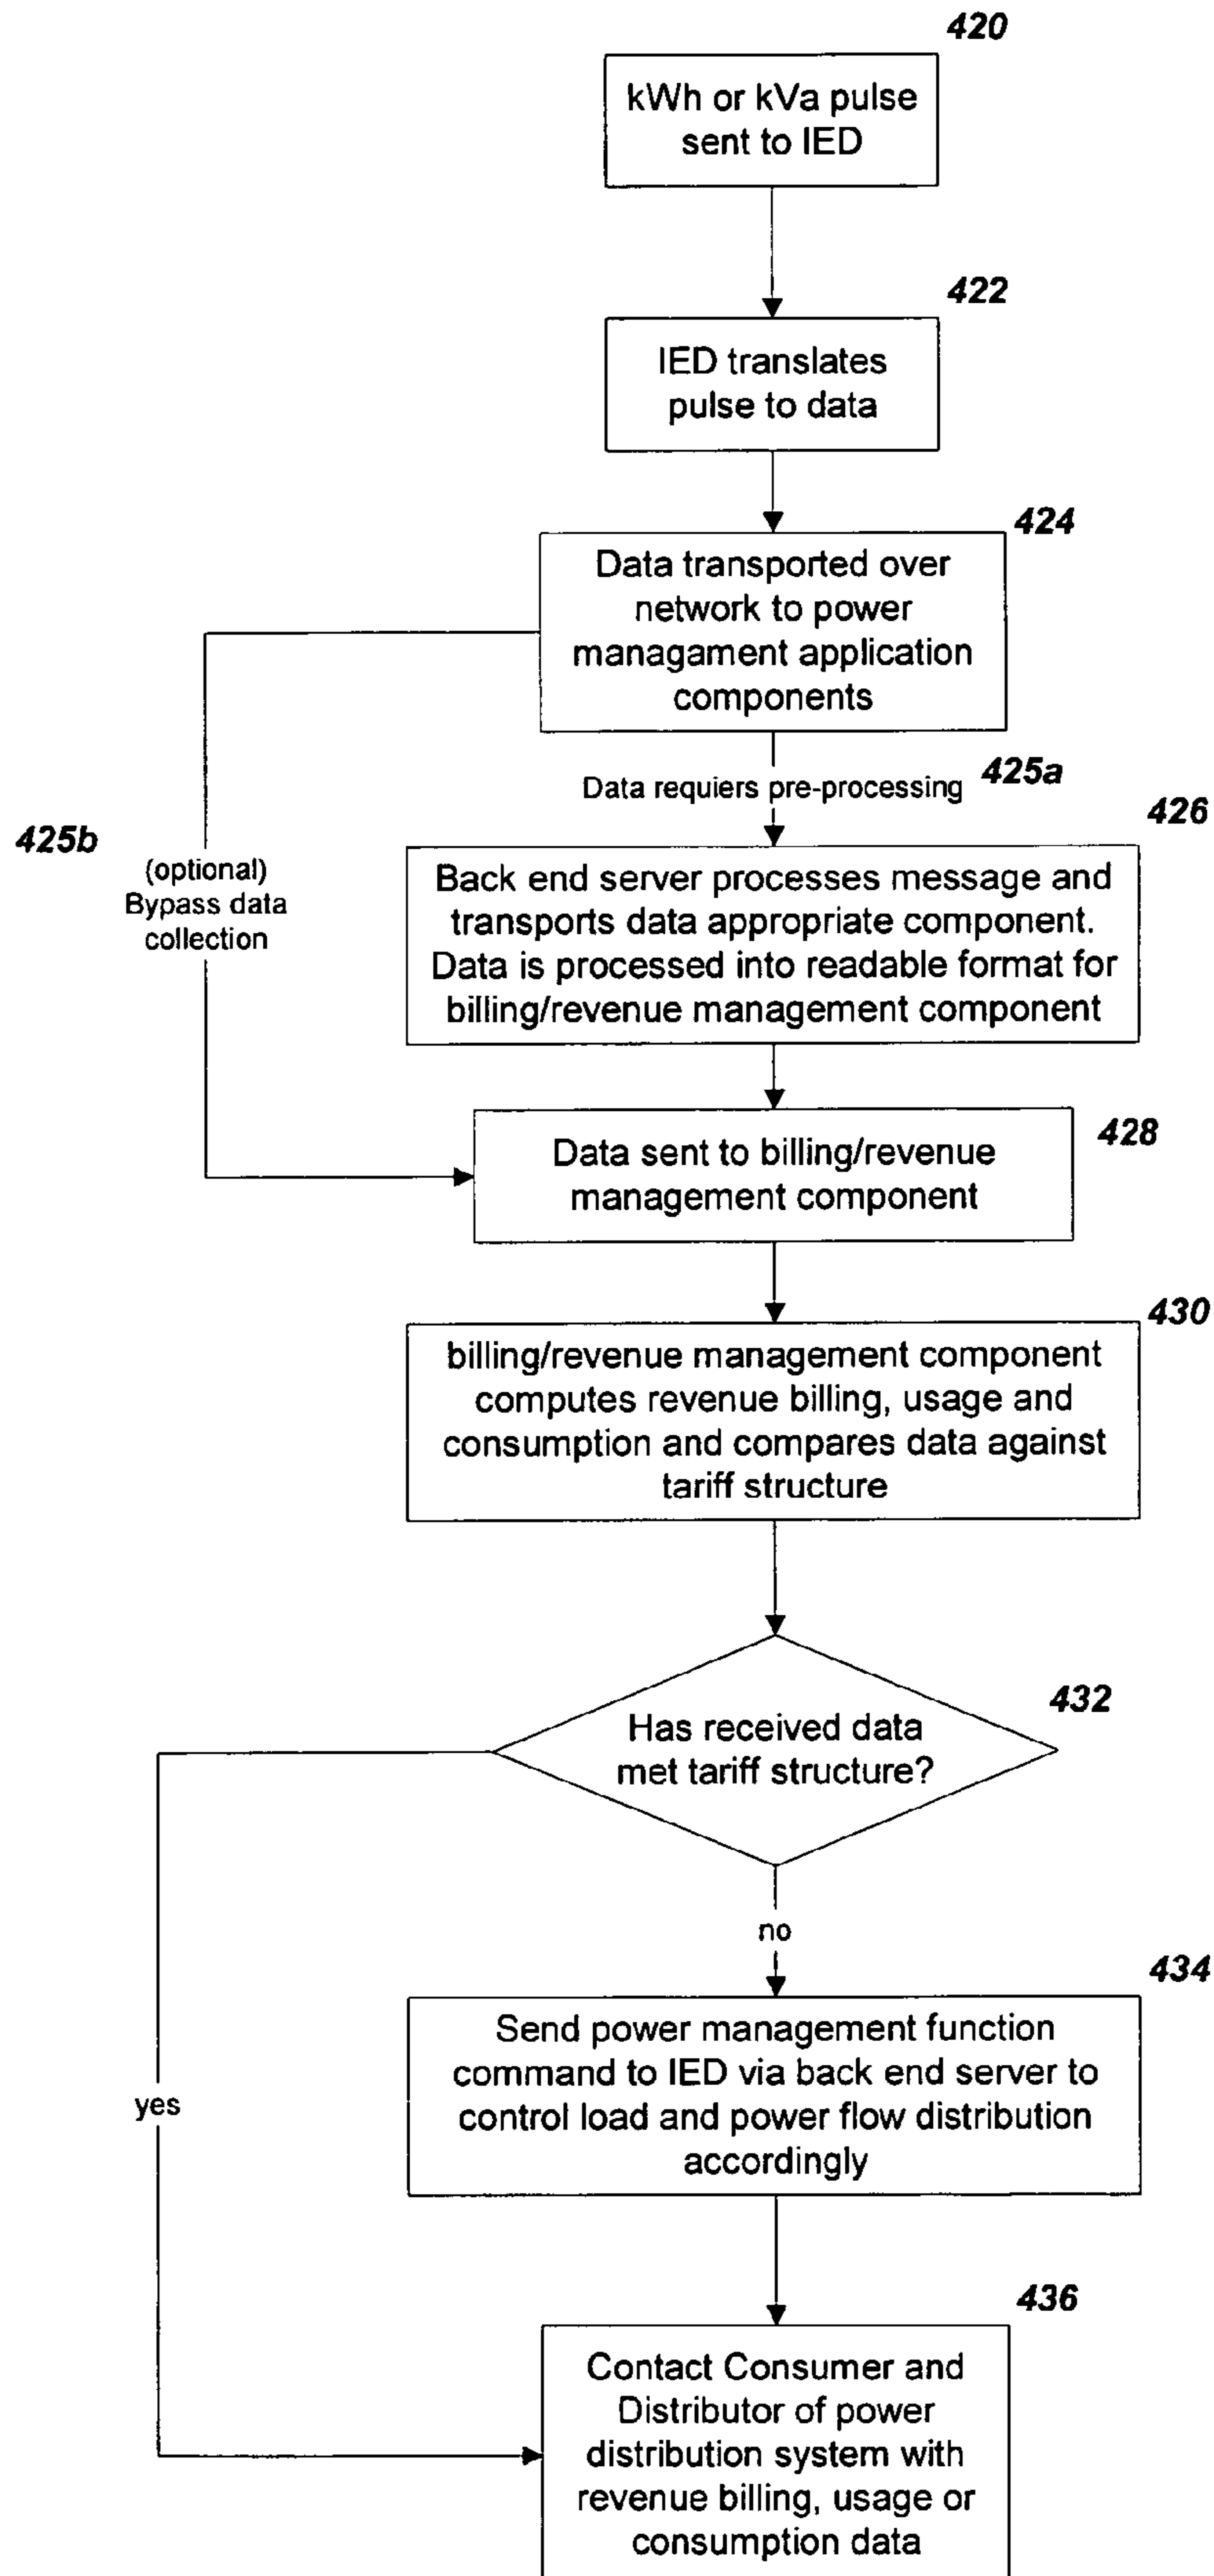 420
kWh or kVa pulse
sent to IED
422
IED translates
pulse to data
424
Data transported over
network to power
managament application
components
425a
Data requiers pre-processing
425b
(optional)
Bypass data
collection
426
Back end server processes message and
transports data appropriate component.
Data is processed into readable format for
billing/revenue management component
428
Data sent to billing/revenue
management component
430
billing/revenue management component
computes revenue billing, usage and
consumption and compares data against
tariff structure
432
Has received data
met tariff structure?
no
434
Send power management function
command to IED via back end server to
control load and power flow distribution
accordingly
yes
436
Contact Consumer and
Distributor of power
distribution system with
revenue billing, usage or
consumption data